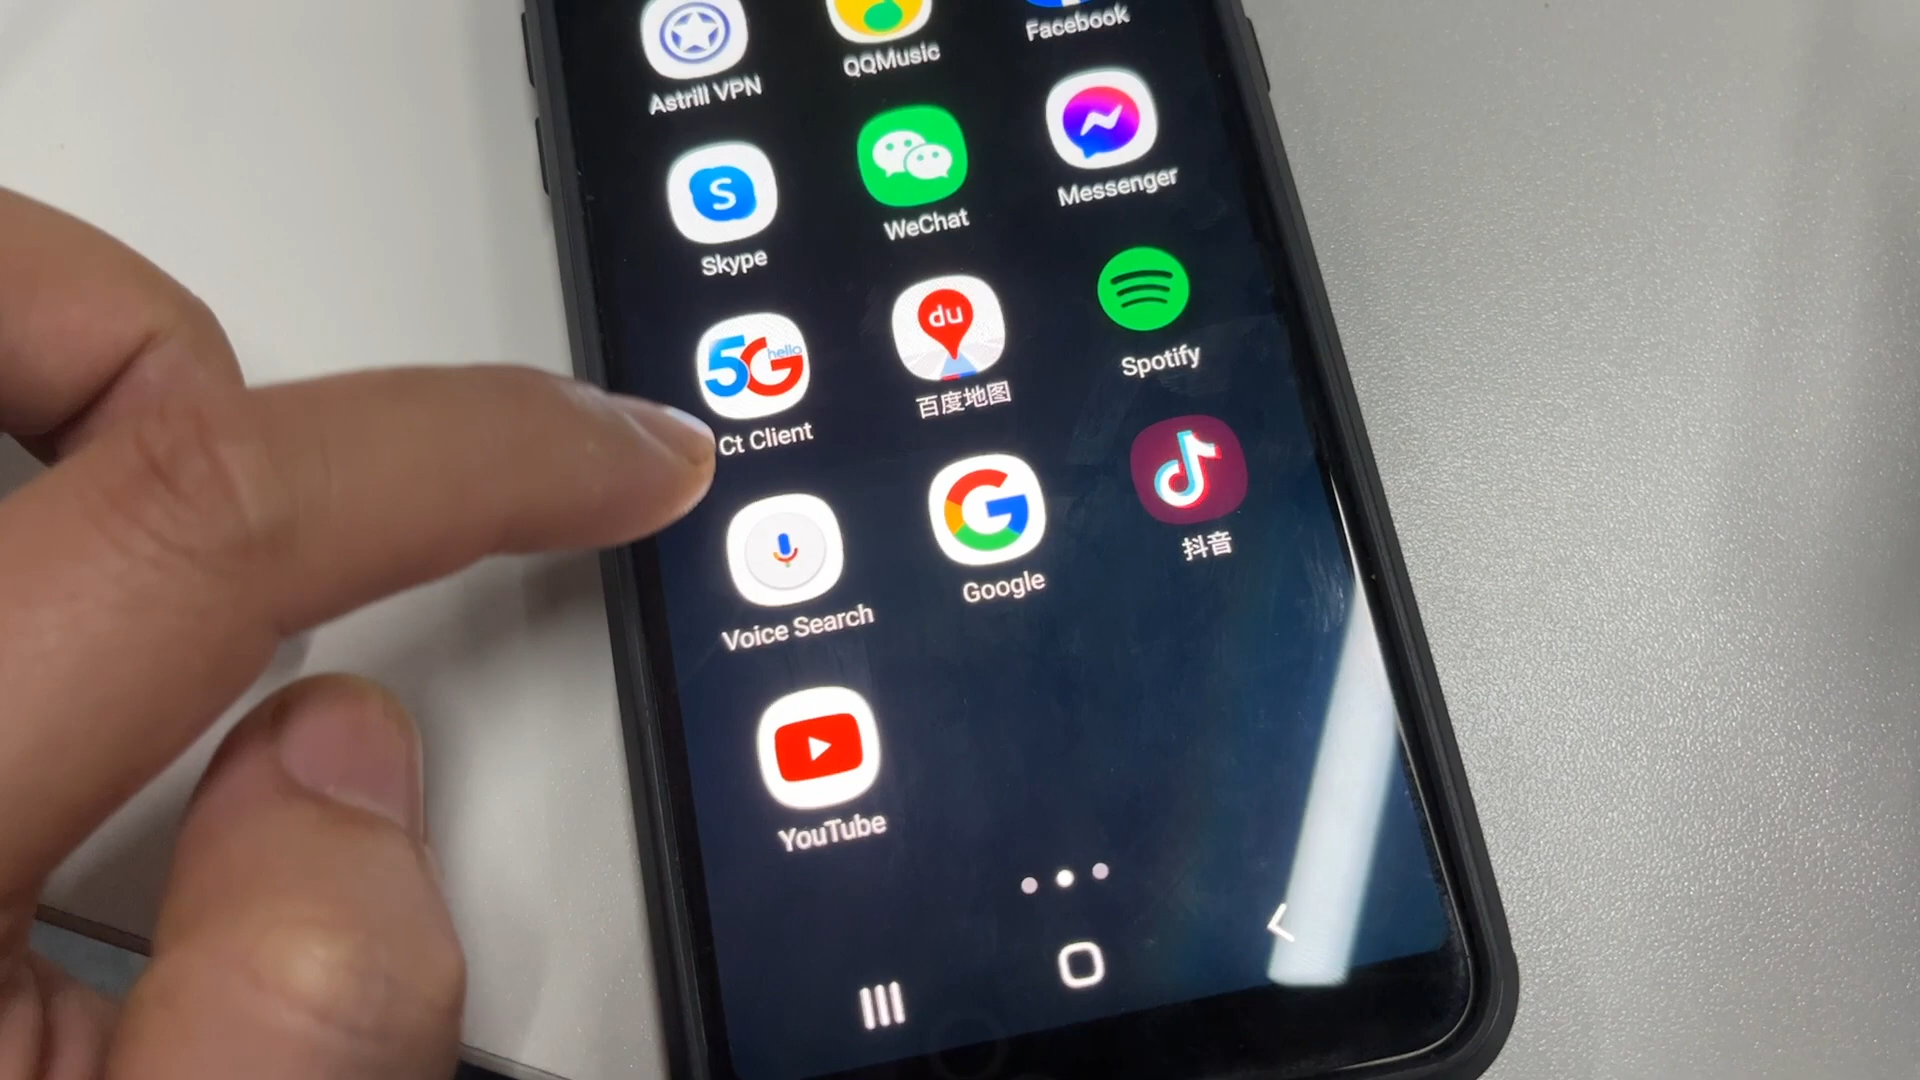 Astrill VPN
QQMusic
Facebook
Skype
WeChat
Messenger
5G hello
Ct Client
du
百度地图
Spotify
Voice Search
Google
抖音
YouTube